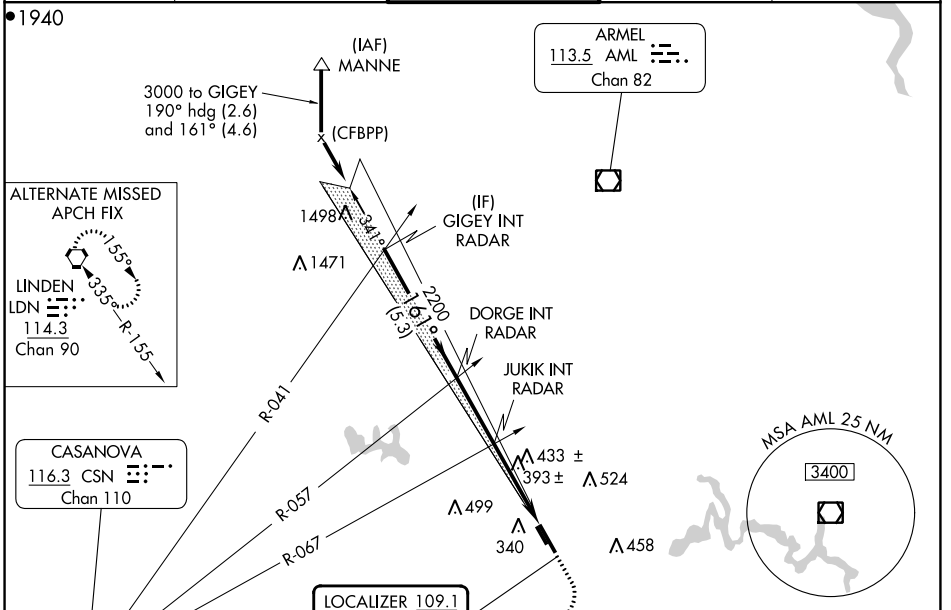 1940
(IAF)
MANNE
3000 to GIGEY
190° hdg (2.6)
and 161° (4.6)
(CFBPP)
ARMEL
113.5 AML
Chan 82
ALTERNATE MISSED
APCH FIX
155°
LINDEN
LDN
114.3
Chan 90
335°
R-155
1498
1471
341°
(IF)
GIGEY INT
RADAR
2200
161°
(5.3)
DORGE INT
RADAR
JUKIK INT
RADAR
R-041
R-057
R-067
CASANOVA
116.3 CSN
Chan 110
433 ±
393 ±
524
499
340
458
MSA AML 25 NM
3400
LOCALIZER 109.1